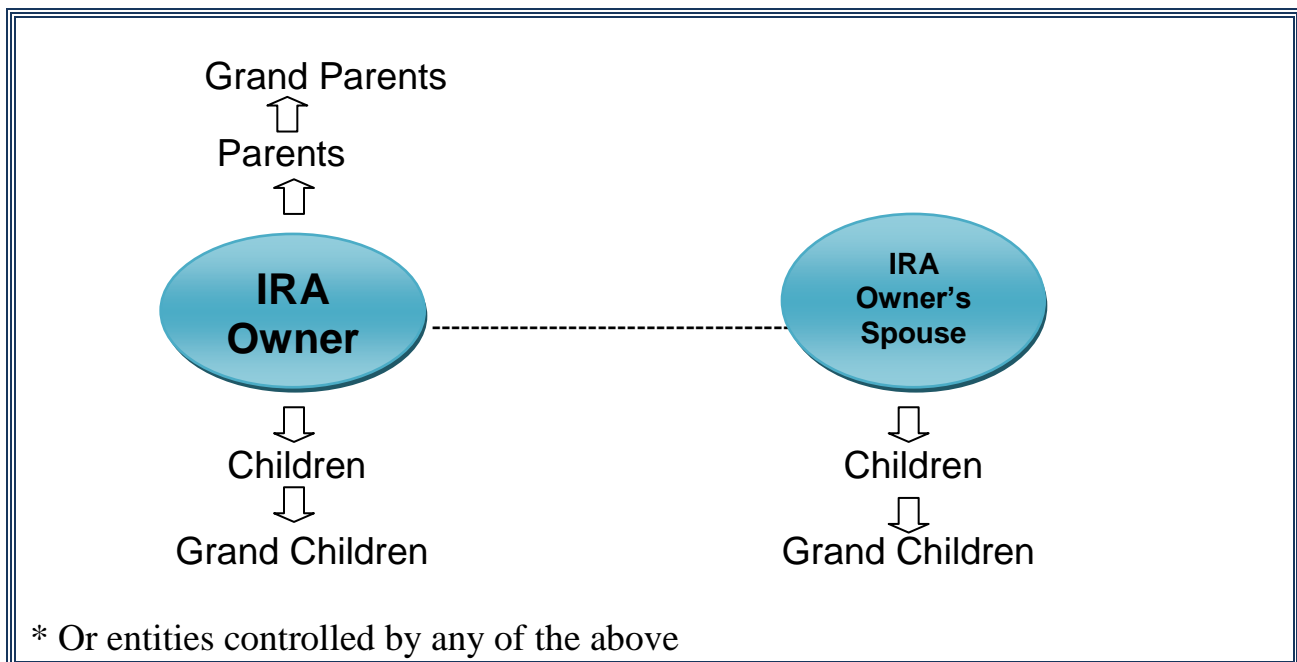 Grand Parents
Parents
IRA
Owner
IRA
Owner's
Spouse
Children
Children
Grand Children
Grand Children
* Or entities controlled by any of the above